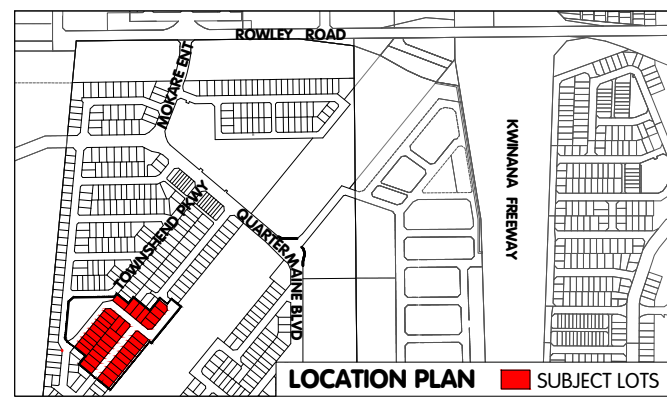 ROWLEY ROAD
MOKARE ENT
KWINANA FREEWAY
TOWNSHEND PKWY
QUARTERMAINE BLVD
LOCATION PLAN
SUBJECT LOTS